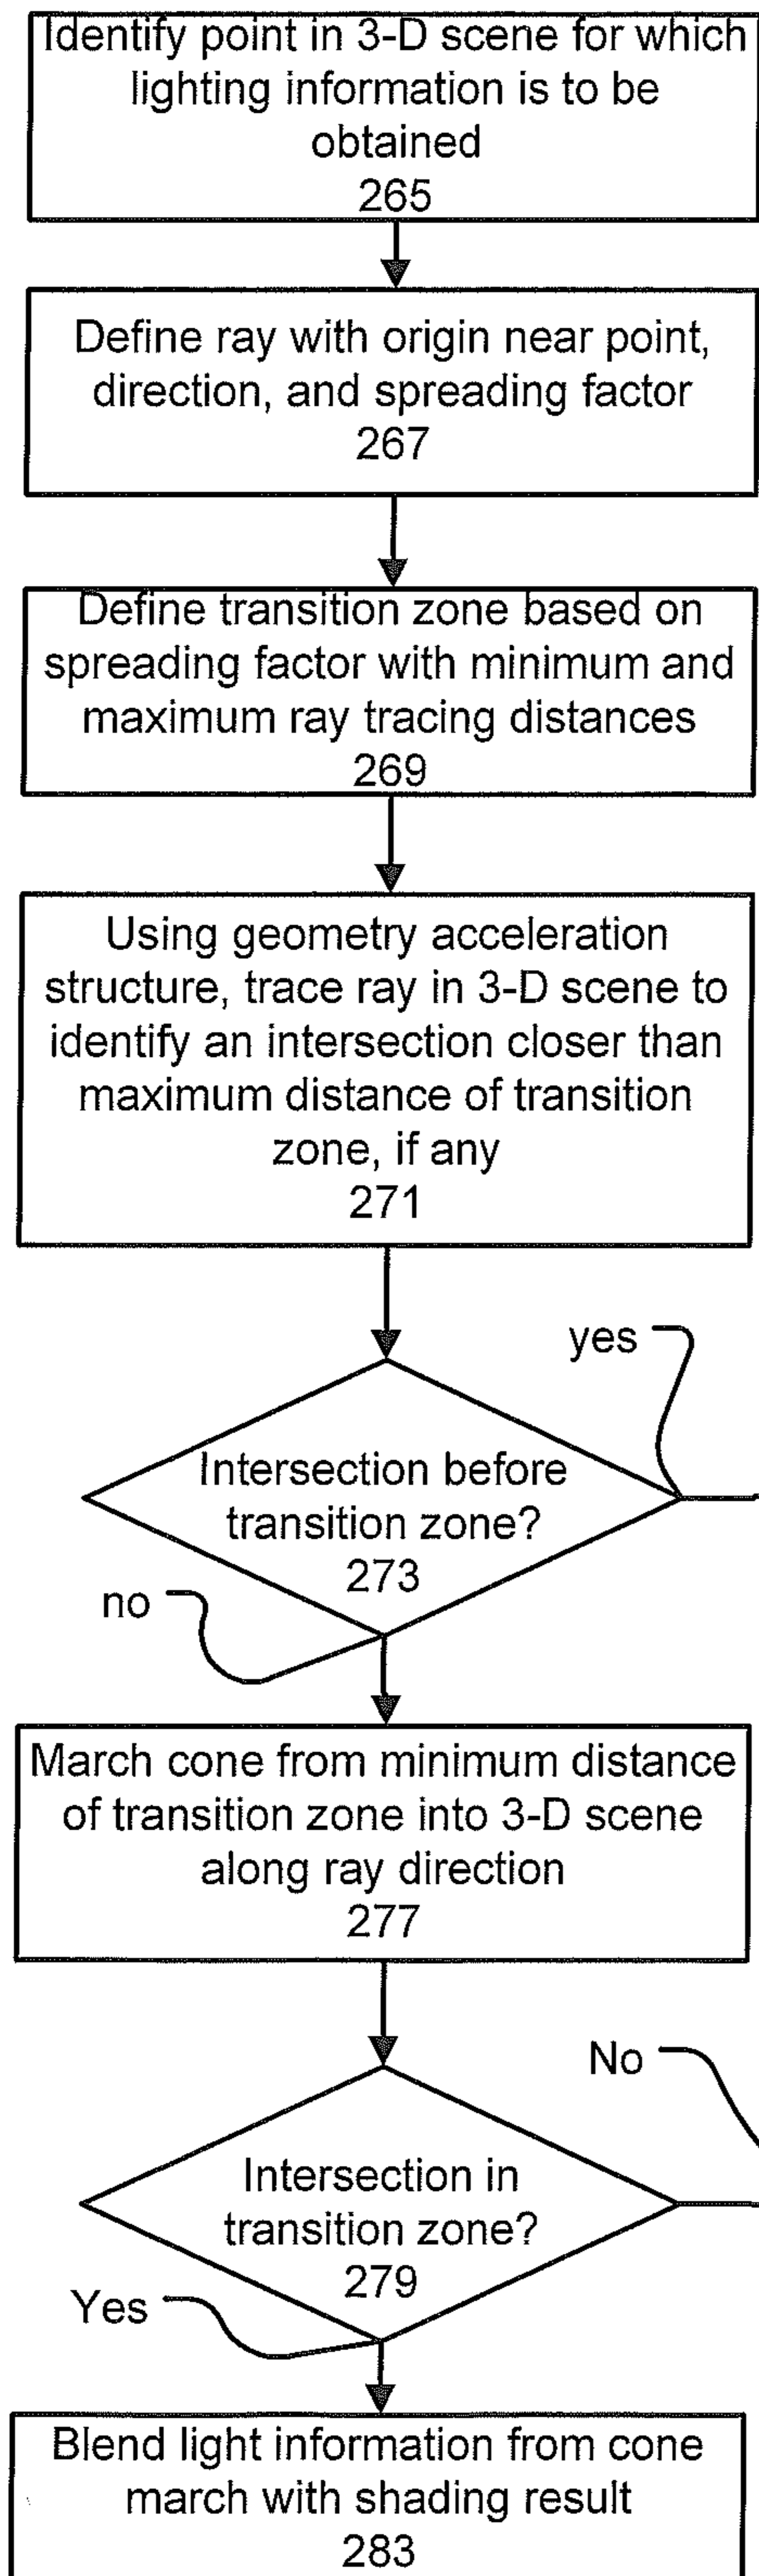 Identify point in 3-D scene for which
lighting information is to be
obtained
265
Define ray with origin near point,
direction, and spreading factor
267
Define transition zone based on
spreading factor with minimum and
maximum ray tracing distances
269
Using geometry acceleration
structure, trace ray in 3-D scene to
identify an intersection closer than
maximum distance of transition
zone, if any
271
yes
Intersection before
transition zone?
273
no
March cone from minimum distance
of transition zone into 3-D scene
along ray direction
277
No
Intersection in
transition zone?
279
Yes
Blend light information from cone
march with shading result
283